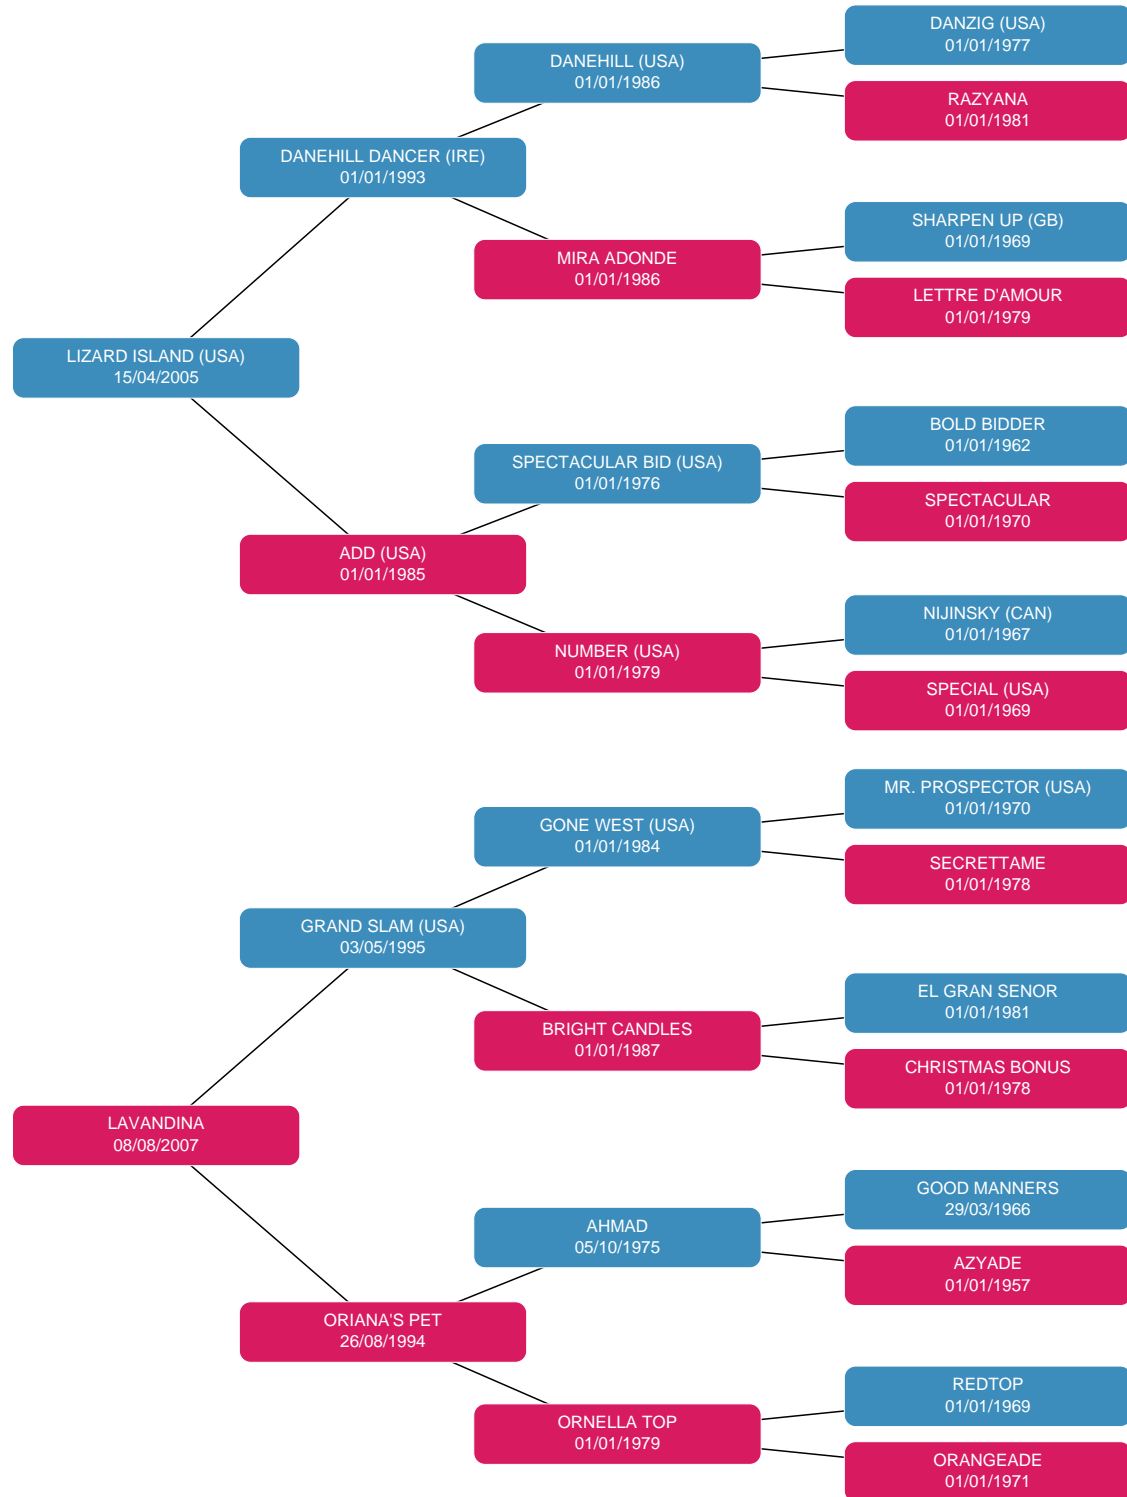 DANZIG (USA)
01/01/1977
DANEHILL (USA)
01/01/1986
RAZYANA
01/01/1981
DANEHILL DANCER (IRE)
01/01/1993
SHARPEN UP (GB)
01/01/1969
MIRA ADONDE
01/01/1986
LETTRE D'AMOUR
01/01/1979
LIZARD ISLAND (USA)
15/04/2005
BOLD BIDDER
01/01/1962
SPECTACULAR BID (USA)
01/01/1976
SPECTACULAR
01/01/1970
ADD (USA)
01/01/1985
NIJINSKY (CAN)
01/01/1967
NUMBER (USA)
01/01/1979
SPECIAL (USA)
01/01/1969
MR. PROSPECTOR (USA)
01/01/1970
GONE WEST (USA)
01/01/1984
SECRETTAME
01/01/1978
GRAND SLAM (USA)
03/05/1995
EL GRAN SENOR
01/01/1981
BRIGHT CANDLES
01/01/1987
CHRISTMAS BONUS
01/01/1978
LAVANDINA
08/08/2007
GOOD MANNERS
29/03/1966
AHMAD
05/10/1975
AZYADE
01/01/1957
ORIANA'S PET
26/08/1994
REDTOP
01/01/1969
ORNELLA TOP
01/01/1979
ORANGEADE
01/01/1971